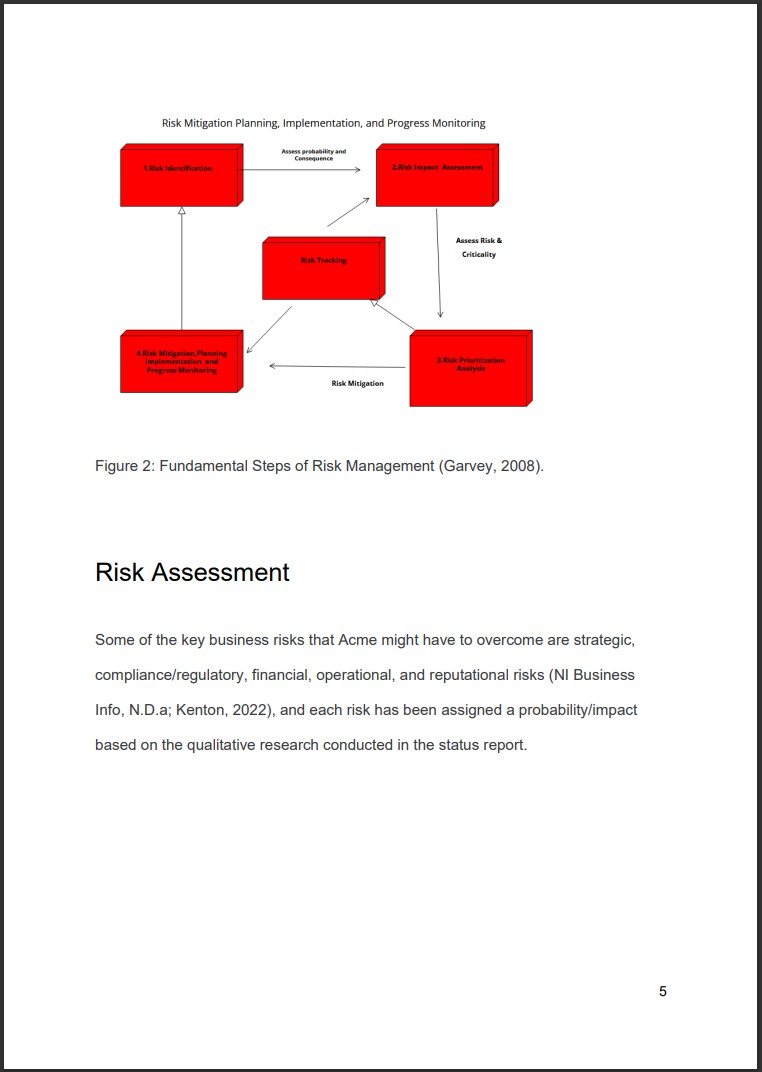 Risk Mitigation Planning, Implementation, and Progress Monitoring
1.Risk Identification
Assess probability and
Consequence
2.Risk Impact Assessment
Assess Risk &
Criticality
Risk Tracking
4.Risk Mitigation,Planning
Implementation and
Progress Monitoring
Risk Mitigation
3.Risk Prioritization
Analysis
Figure 2: Fundamental Steps of Risk Management (Garvey, 2008).
Risk Assessment
Some of the key business risks that Acme might have to overcome are strategic,
compliance/regulatory, financial, operational, and reputational risks (NI Business
Info, N.D.a; Kenton, 2022), and each risk has been assigned a probability/impact
based on the qualitative research conducted in the status report.
5